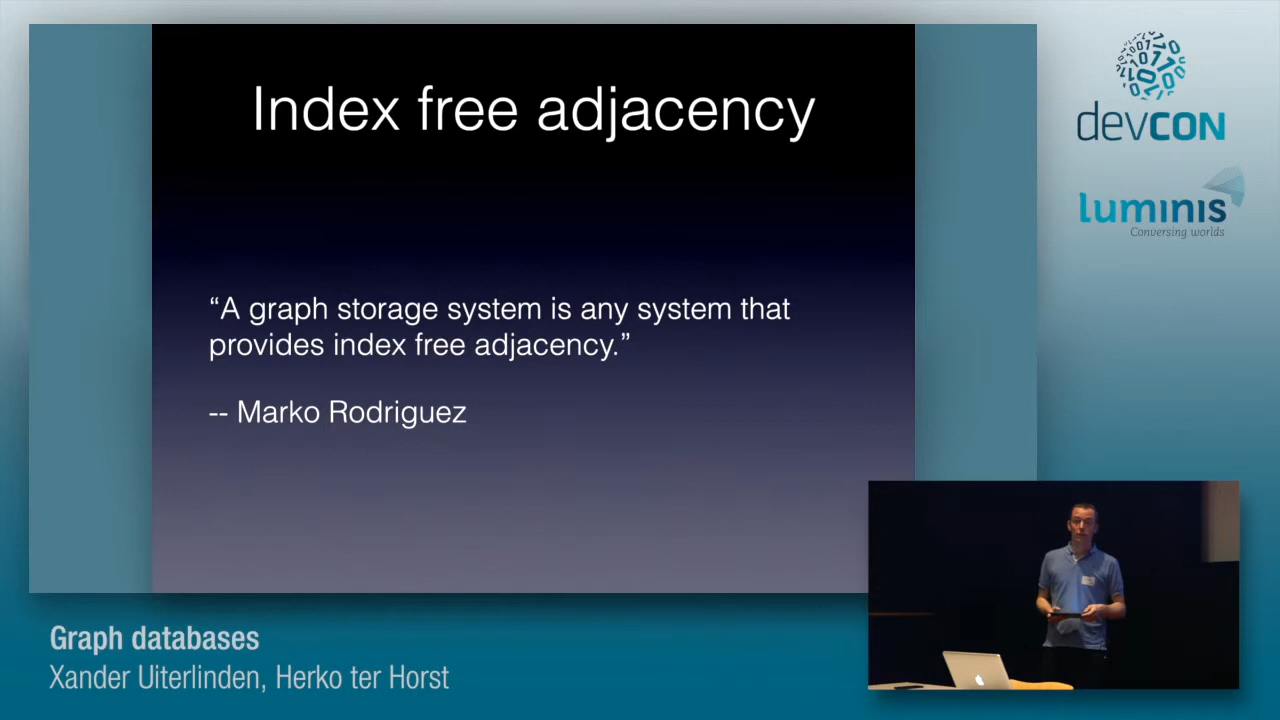 Index free adjacency
“A graph storage system is any system that
provides index free adjacency.”
-- Marko Rodriguez
devCON
luminis
Conversing worlds
Graph databases
Xander Uiterlinden, Herko ter Horst